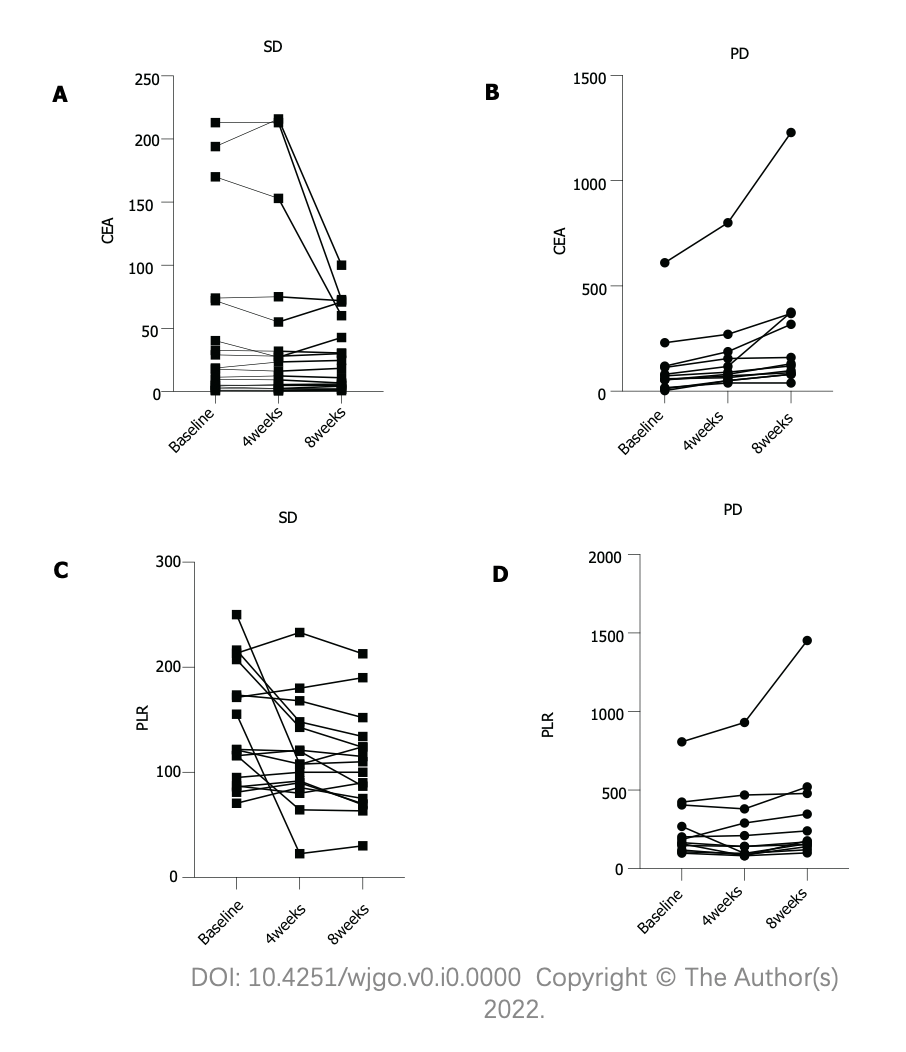 SD
A
CEA
250
200
150
100
50
0
Baseline
4weeks
8weeks
PD
B
CEA
1500
1000
500
0
Baseline
4weeks
8weeks
SD
C
PLR
300
200
100
0
Baseline
4weeks
8weeks
PD
D
PLR
2000
1500
1000
500
0
Baseline
4weeks
8weeks
DOI: 10.4251/wjgo.v0.i0.0000 Copyright © The Author(s)
2022.